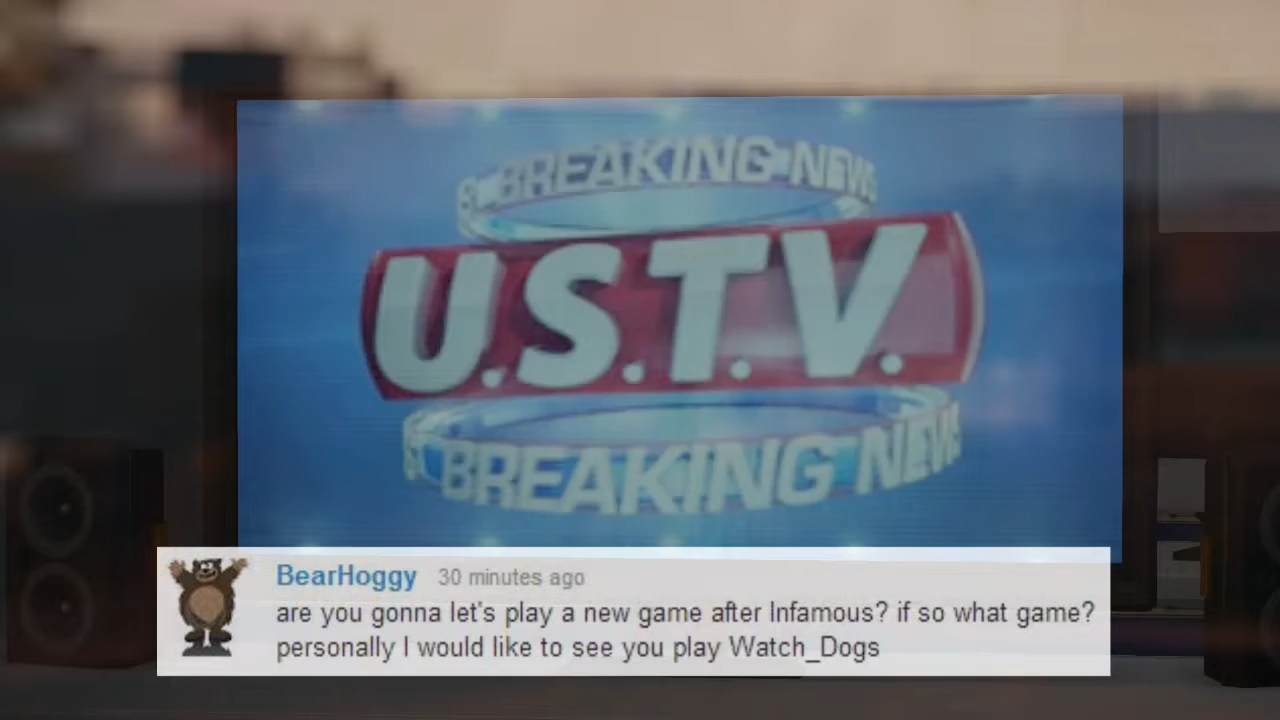 BREAKING NEWS
U.S.T.V.
BREAKING NEWS
BearHoggy 30 minutes ago
are you gonna let's play a new game after Infamous? if so what game?
personally I would like to see you play Watch_Dogs